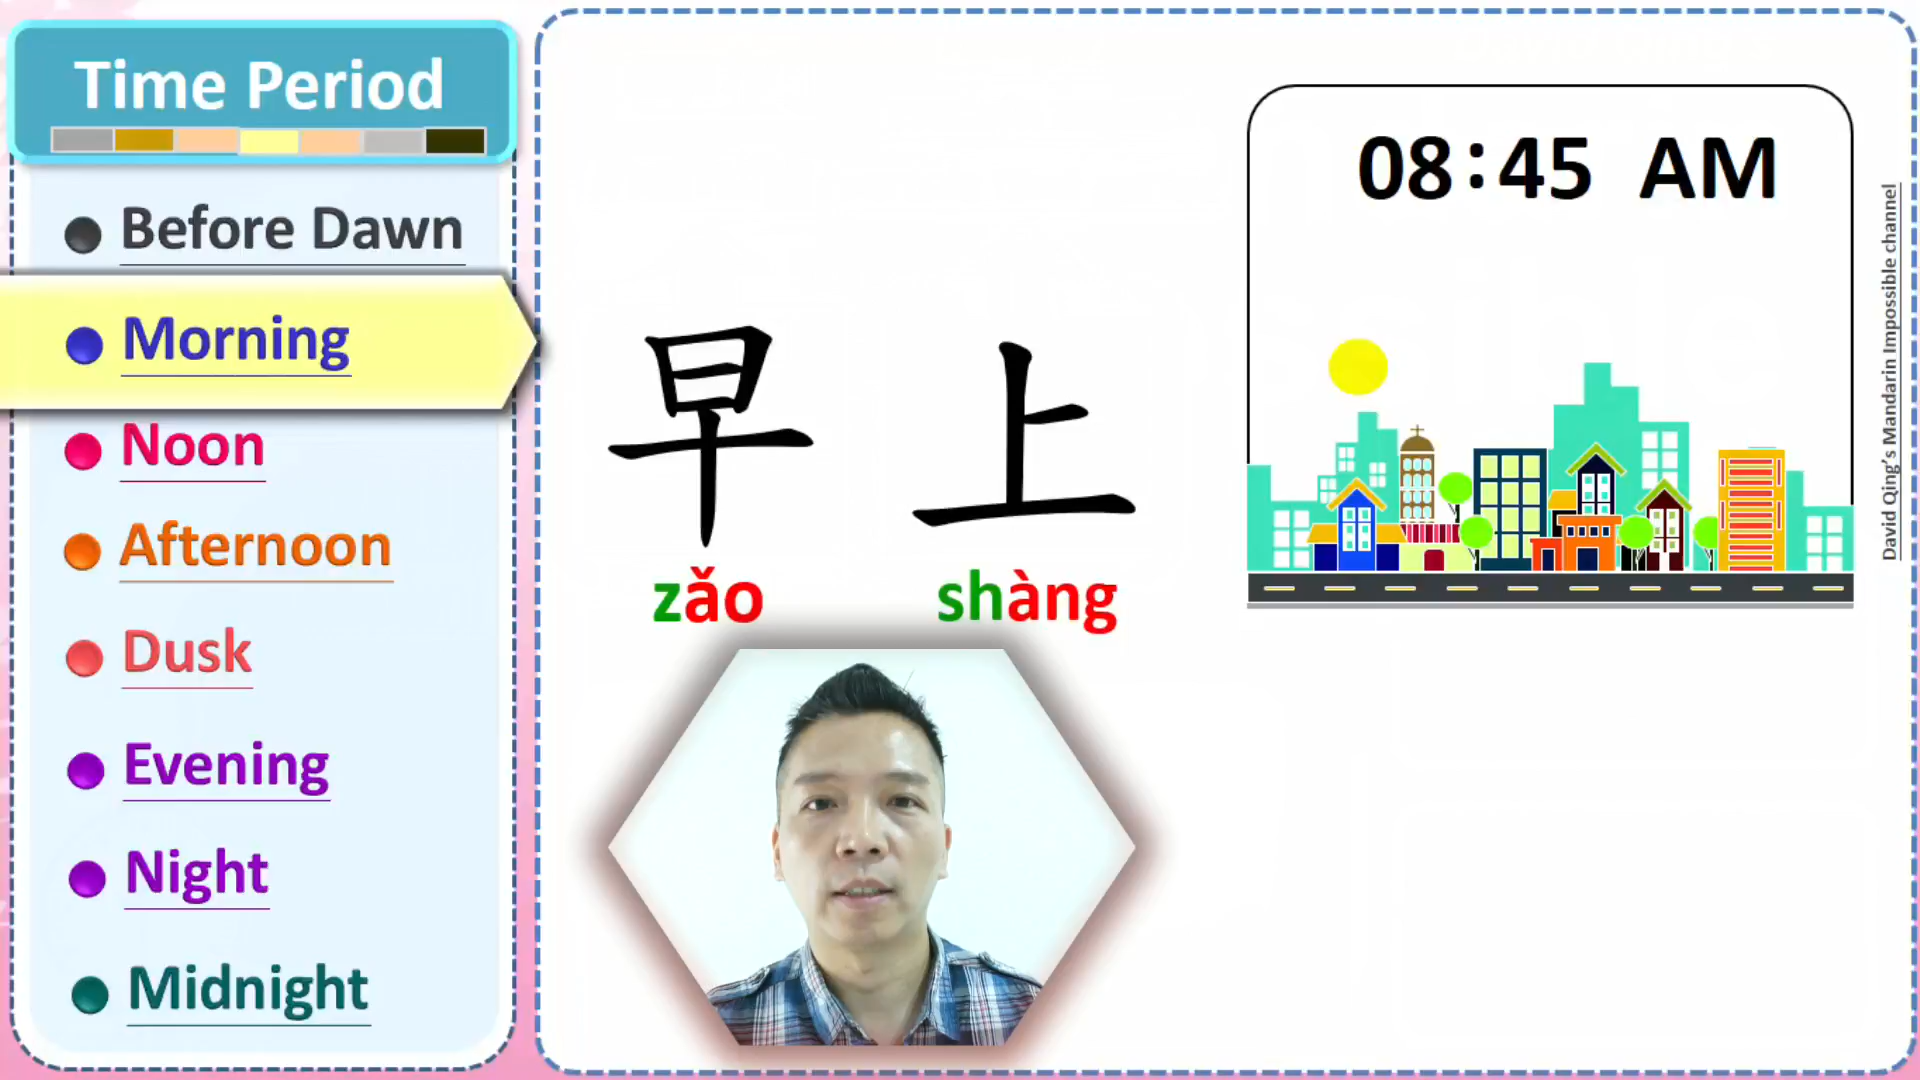 Time Period
Before Dawn
Morning
Noon
Afternoon
Dusk
Evening
Night
Midnight
早上
zǎo shàng
08:45 AM
David Qing's Mandarin Impossible channel